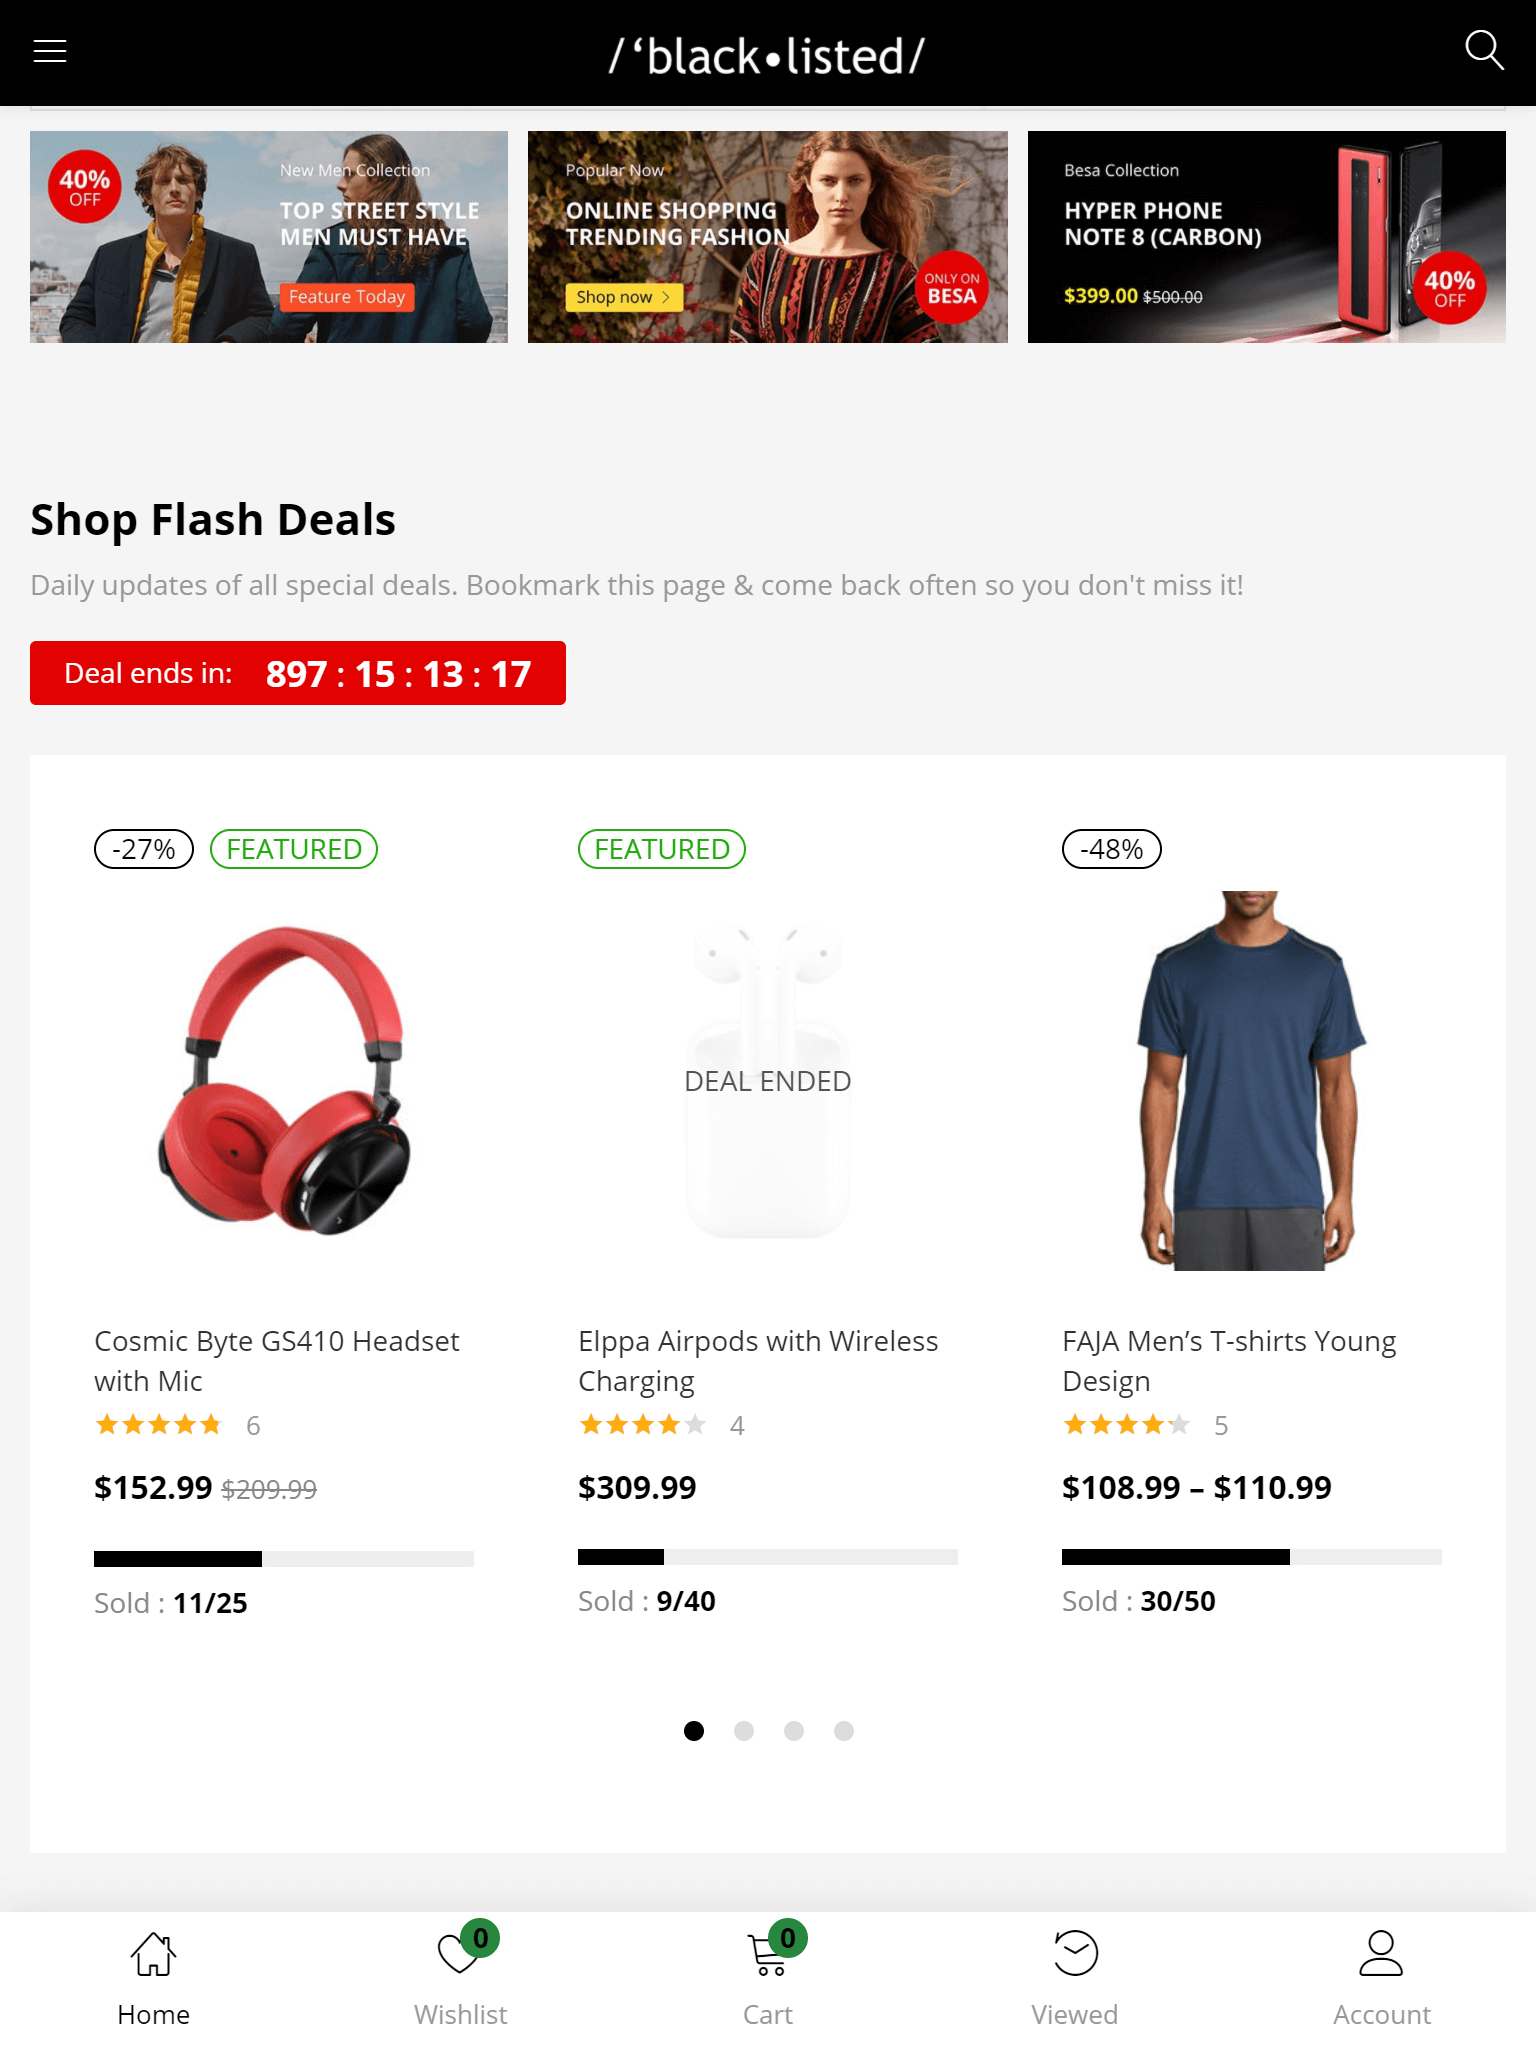 /‘black•listed/
40%
OFF
New Men Collection
TOP STREET STYLE
MEN MUST HAVE
Feature Today
Popular Now
ONLINE SHOPPING
TRENDING FASHION
Shop now
ONLY ON
BESA
Besa Collection
HYPER PHONE
NOTE 8 (CARBON)
$399.00 $500.00
40%
OFF
Shop Flash Deals
Daily updates of all special deals. Bookmark this page & come back often so you don't miss it!
Deal ends in: 897 : 15 : 13 : 17
-27% FEATURED
Cosmic Byte GS410 Headset
with Mic
6
$152.99 $209.99
Sold : 11/25
FEATURED
DEAL ENDED
Elppa Airpods with Wireless
Charging
4
$309.99
Sold : 9/40
-48%
FAJA Men’s T-shirts Young
Design
5
$108.99 – $110.99
Sold : 30/50
Home
0
Wishlist
0
Cart
Viewed
Account